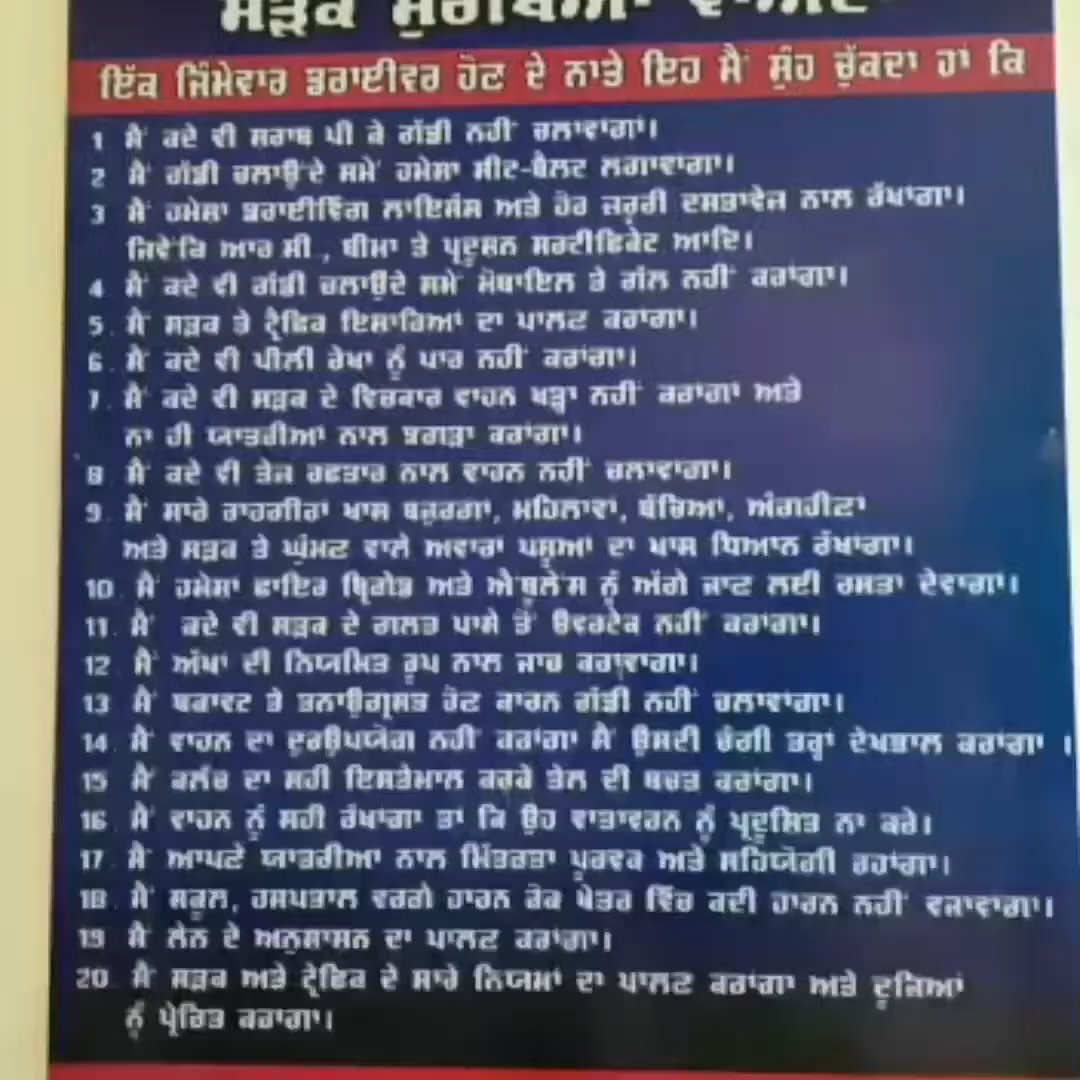 ਸੜਕ ਸੁਰੱਖਿਆ
ਇੱਕ ਜਿੰਮੇਵਾਰ ਡਰਾਈਵਰ ਹੋਣ ਦੇ ਨਾਤੇ ਇਹ ਮੈਂ ਸੁੰਹ ਚੁੱਕਦਾ ਹਾਂ ਕਿ
1 ਮੈਂ ਕਦੇ ਵੀ ਸ਼ਰਾਬ ਪੀ ਕੇ ਗੱਡੀ ਨਹੀਂ ਚਲਾਵਾਂਗਾ।
2 ਮੈਂ ਗੱਡੀ ਚਲਾਉਂਦੇ ਸਮੇਂ ਹਮੇਸ਼ਾ ਸੀਟ-ਬੈਲਟ ਲਗਾਵਾਂਗਾ।
3 ਮੈਂ ਹਮੇਸ਼ਾ ਡਰਾਈਵਿੰਗ ਲਾਇਸੰਸ ਅਤੇ ਹੋਰ ਜ਼ਰੂਰੀ ਦਸਤਾਵੇਜ਼ ਨਾਲ ਰੱਖਾਂਗਾ।
ਜਿਵੇਂਕਿ ਆਰ ਸੀ, ਬੀਮਾ ਤੇ ਪ੍ਰਦੂਸ਼ਨ ਸਰਟੀਫਿਕੇਟ ਆਦਿ।
4 ਮੈਂ ਕਦੇ ਵੀ ਗੱਡੀ ਚਲਾਉਂਦੇ ਸਮੇਂ ਮੋਬਾਇਲ ਤੇ ਗੱਲ ਨਹੀਂ ਕਰਾਂਗਾ।
5. ਮੈਂ ਸੜਕ ਤੇ ਟ੍ਰੈਫਿਕ ਇਸ਼ਾਰਿਆਂ ਦਾ ਪਾਲਣ ਕਰਾਂਗਾ।
6. ਮੈਂ ਕਦੇ ਵੀ ਪੀਲੀ ਰੇਖਾ ਨੂੰ ਪਾਰ ਨਹੀਂ ਕਰਾਂਗਾ।
7. ਮੈਂ ਕਦੇ ਵੀ ਸੜਕ ਦੇ ਵਿਚਕਾਰ ਵਾਹਨ ਖੜ੍ਹਾ ਨਹੀਂ ਕਰਾਂਗਾ ਅਤੇ
ਨਾ ਹੀ ਯਾਤਰੀਆਂ ਨਾਲ ਝਗੜਾ ਕਰਾਂਗਾ।
8 ਮੈਂ ਕਦੇ ਵੀ ਤੇਜ਼ ਰਫਤਾਰ ਨਾਲ ਵਾਹਨ ਨਹੀਂ ਚਲਾਵਾਂਗਾ।
9. ਮੈਂ ਸਾਰੇ ਰਾਹਗੀਰਾਂ ਖਾਸ ਬਜ਼ੁਰਗਾਂ, ਮਹਿਲਾਵਾਂ, ਬੱਚਿਆਂ, ਅੰਗਹੀਣਾਂ
ਅਤੇ ਸੜਕ ਤੇ ਘੁੰਮਣ ਵਾਲੇ ਅਵਾਰਾ ਪਸ਼ੂਆਂ ਦਾ ਖਾਸ ਧਿਆਨ ਰੱਖਾਂਗਾ।
10. ਮੈਂ ਹਮੇਸ਼ਾ ਫਾਇਰ ਬ੍ਰਿਗੇਡ ਅਤੇ ਐਂਬੂਲੈਂਸ ਨੂੰ ਅੱਗੇ ਜਾਣ ਲਈ ਰਸਤਾ ਦੇਵਾਂਗਾ।
11. ਮੈਂ ਕਦੇ ਵੀ ਸੜਕ ਦੇ ਗਲਤ ਪਾਸੇ ਤੋਂ ਓਵਰਟੇਕ ਨਹੀਂ ਕਰਾਂਗਾ।
12. ਮੈਂ ਅੱਖਾਂ ਦੀ ਨਿਯਮਿਤ ਰੂਪ ਨਾਲ ਜਾਚ ਕਰਾਵਾਂਗਾ।
13. ਮੈਂ ਥਕਾਵਟ ਤੇ ਤਨਾਉਗ੍ਰਸਤ ਹੋਣ ਕਾਰਨ ਗੱਡੀ ਨਹੀਂ ਚਲਾਵਾਂਗਾ।
14. ਮੈਂ ਵਾਹਨ ਦਾ ਦੁਰਉਪਯੋਗ ਨਹੀਂ ਕਰਾਂਗਾ ਮੈਂ ਉਸਦੀ ਚੰਗੀ ਤਰ੍ਹਾਂ ਦੇਖਭਾਲ ਕਰਾਂਗਾ ।
15 ਮੈਂ ਕਲੱਚ ਦਾ ਸਹੀ ਇਸਤੇਮਾਲ ਕਰਕੇ ਤੇਲ ਦੀ ਬਚਤ ਕਰਾਂਗਾ।
16. ਮੈਂ ਵਾਹਨ ਨੂੰ ਸਹੀ ਰੱਖਾਂਗਾ ਤਾਂ ਕਿ ਉਹ ਵਾਤਾਵਰਨ ਨੂੰ ਪ੍ਰਦੂਸ਼ਿਤ ਨਾ ਕਰੇ।
17. ਮੈਂ ਆਪਣੇ ਯਾਤਰੀਆਂ ਨਾਲ ਮਿੱਤਰਤਾ ਪੂਰਵਕ ਅਤੇ ਸਹਿਯੋਗੀ ਰਹਾਂਗਾ।
18. ਮੈਂ ਸਕੂਲ, ਹਸਪਤਾਲ ਵਰਗੇ ਹਾਰਨ ਰੋਕ ਖੇਤਰ ਵਿੱਚ ਕਦੀ ਹਾਰਨ ਨਹੀਂ ਵਜਾਵਾਂਗਾ।
19 ਮੈਂ ਲੇਨ ਦੇ ਅਨੁਸ਼ਾਸਨ ਦਾ ਪਾਲਣ ਕਰਾਂਗਾ।
20. ਮੈਂ ਸੜਕ ਅਤੇ ਟ੍ਰੈਫਿਕ ਦੇ ਸਾਰੇ ਨਿਯਮਾਂ ਦਾ ਪਾਲਣ ਕਰਾਂਗਾ ਅਤੇ ਦੂਜਿਆਂ
ਨੂੰ ਪ੍ਰੇਰਿਤ ਕਰਾਂਗਾ।